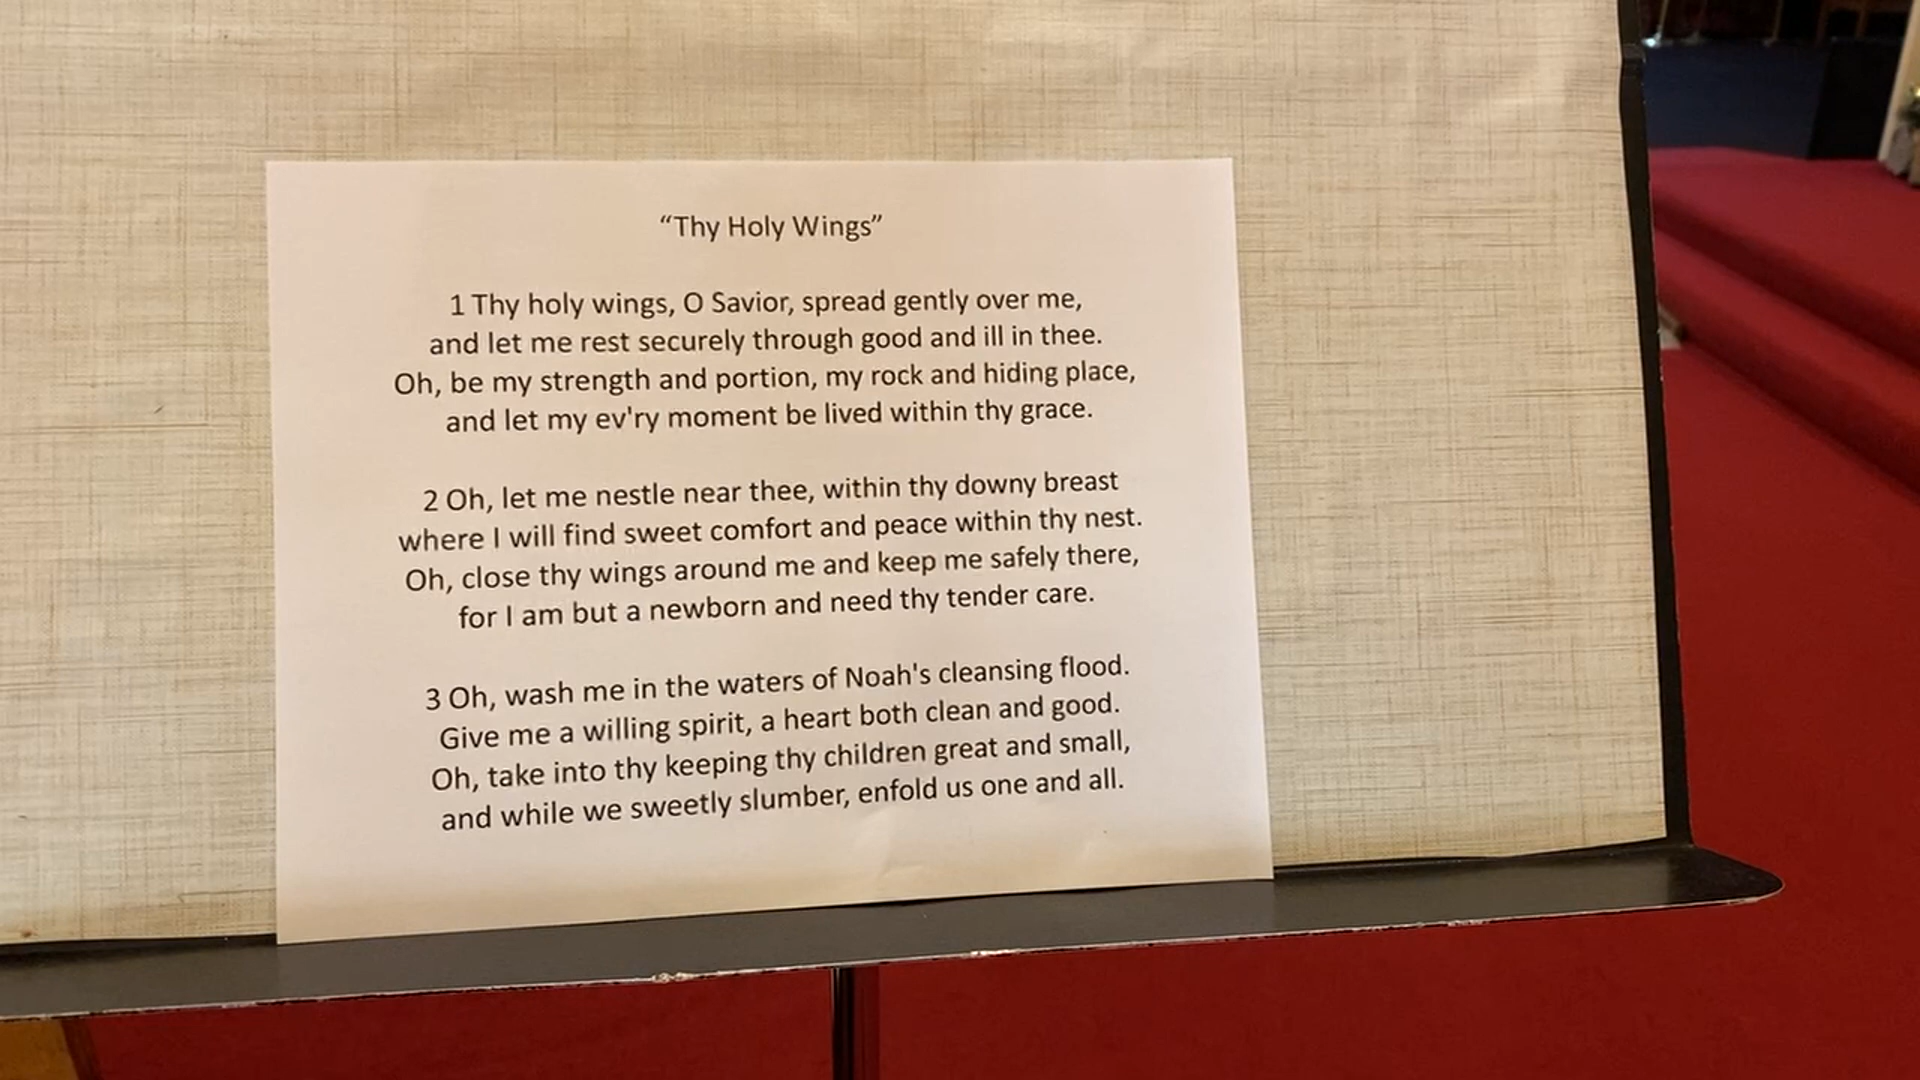 “Thy Holy Wings”
1 Thy holy wings, O Savior, spread gently over me,
and let me rest securely through good and ill in thee.
Oh, be my strength and portion, my rock and hiding place,
and let my ev'ry moment be lived within thy grace.
2 Oh, let me nestle near thee, within thy downy breast
where I will find sweet comfort and peace within thy nest.
Oh, close thy wings around me and keep me safely there,
for I am but a newborn and need thy tender care.
3 Oh, wash me in the waters of Noah's cleansing flood.
Give me a willing spirit, a heart both clean and good.
Oh, take into thy keeping thy children great and small,
and while we sweetly slumber, enfold us one and all.